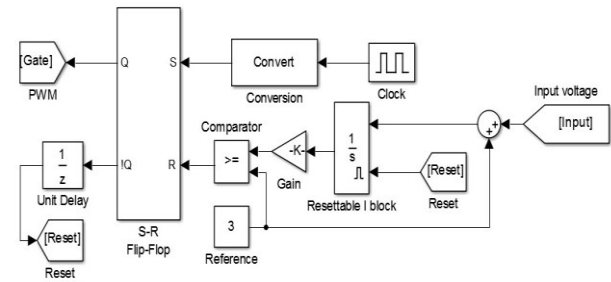 [Gate]
PWM
Q
S
!Q
R
S-R
Flip-Flop
Convert
Conversion
Clock
Input voltage
[Input]
+
+
Comparator
>=
-K-
Gain
1
s
Resettable I block
[Reset]
Reset
1
z
Unit Delay
[Reset]
Reset
3
Reference